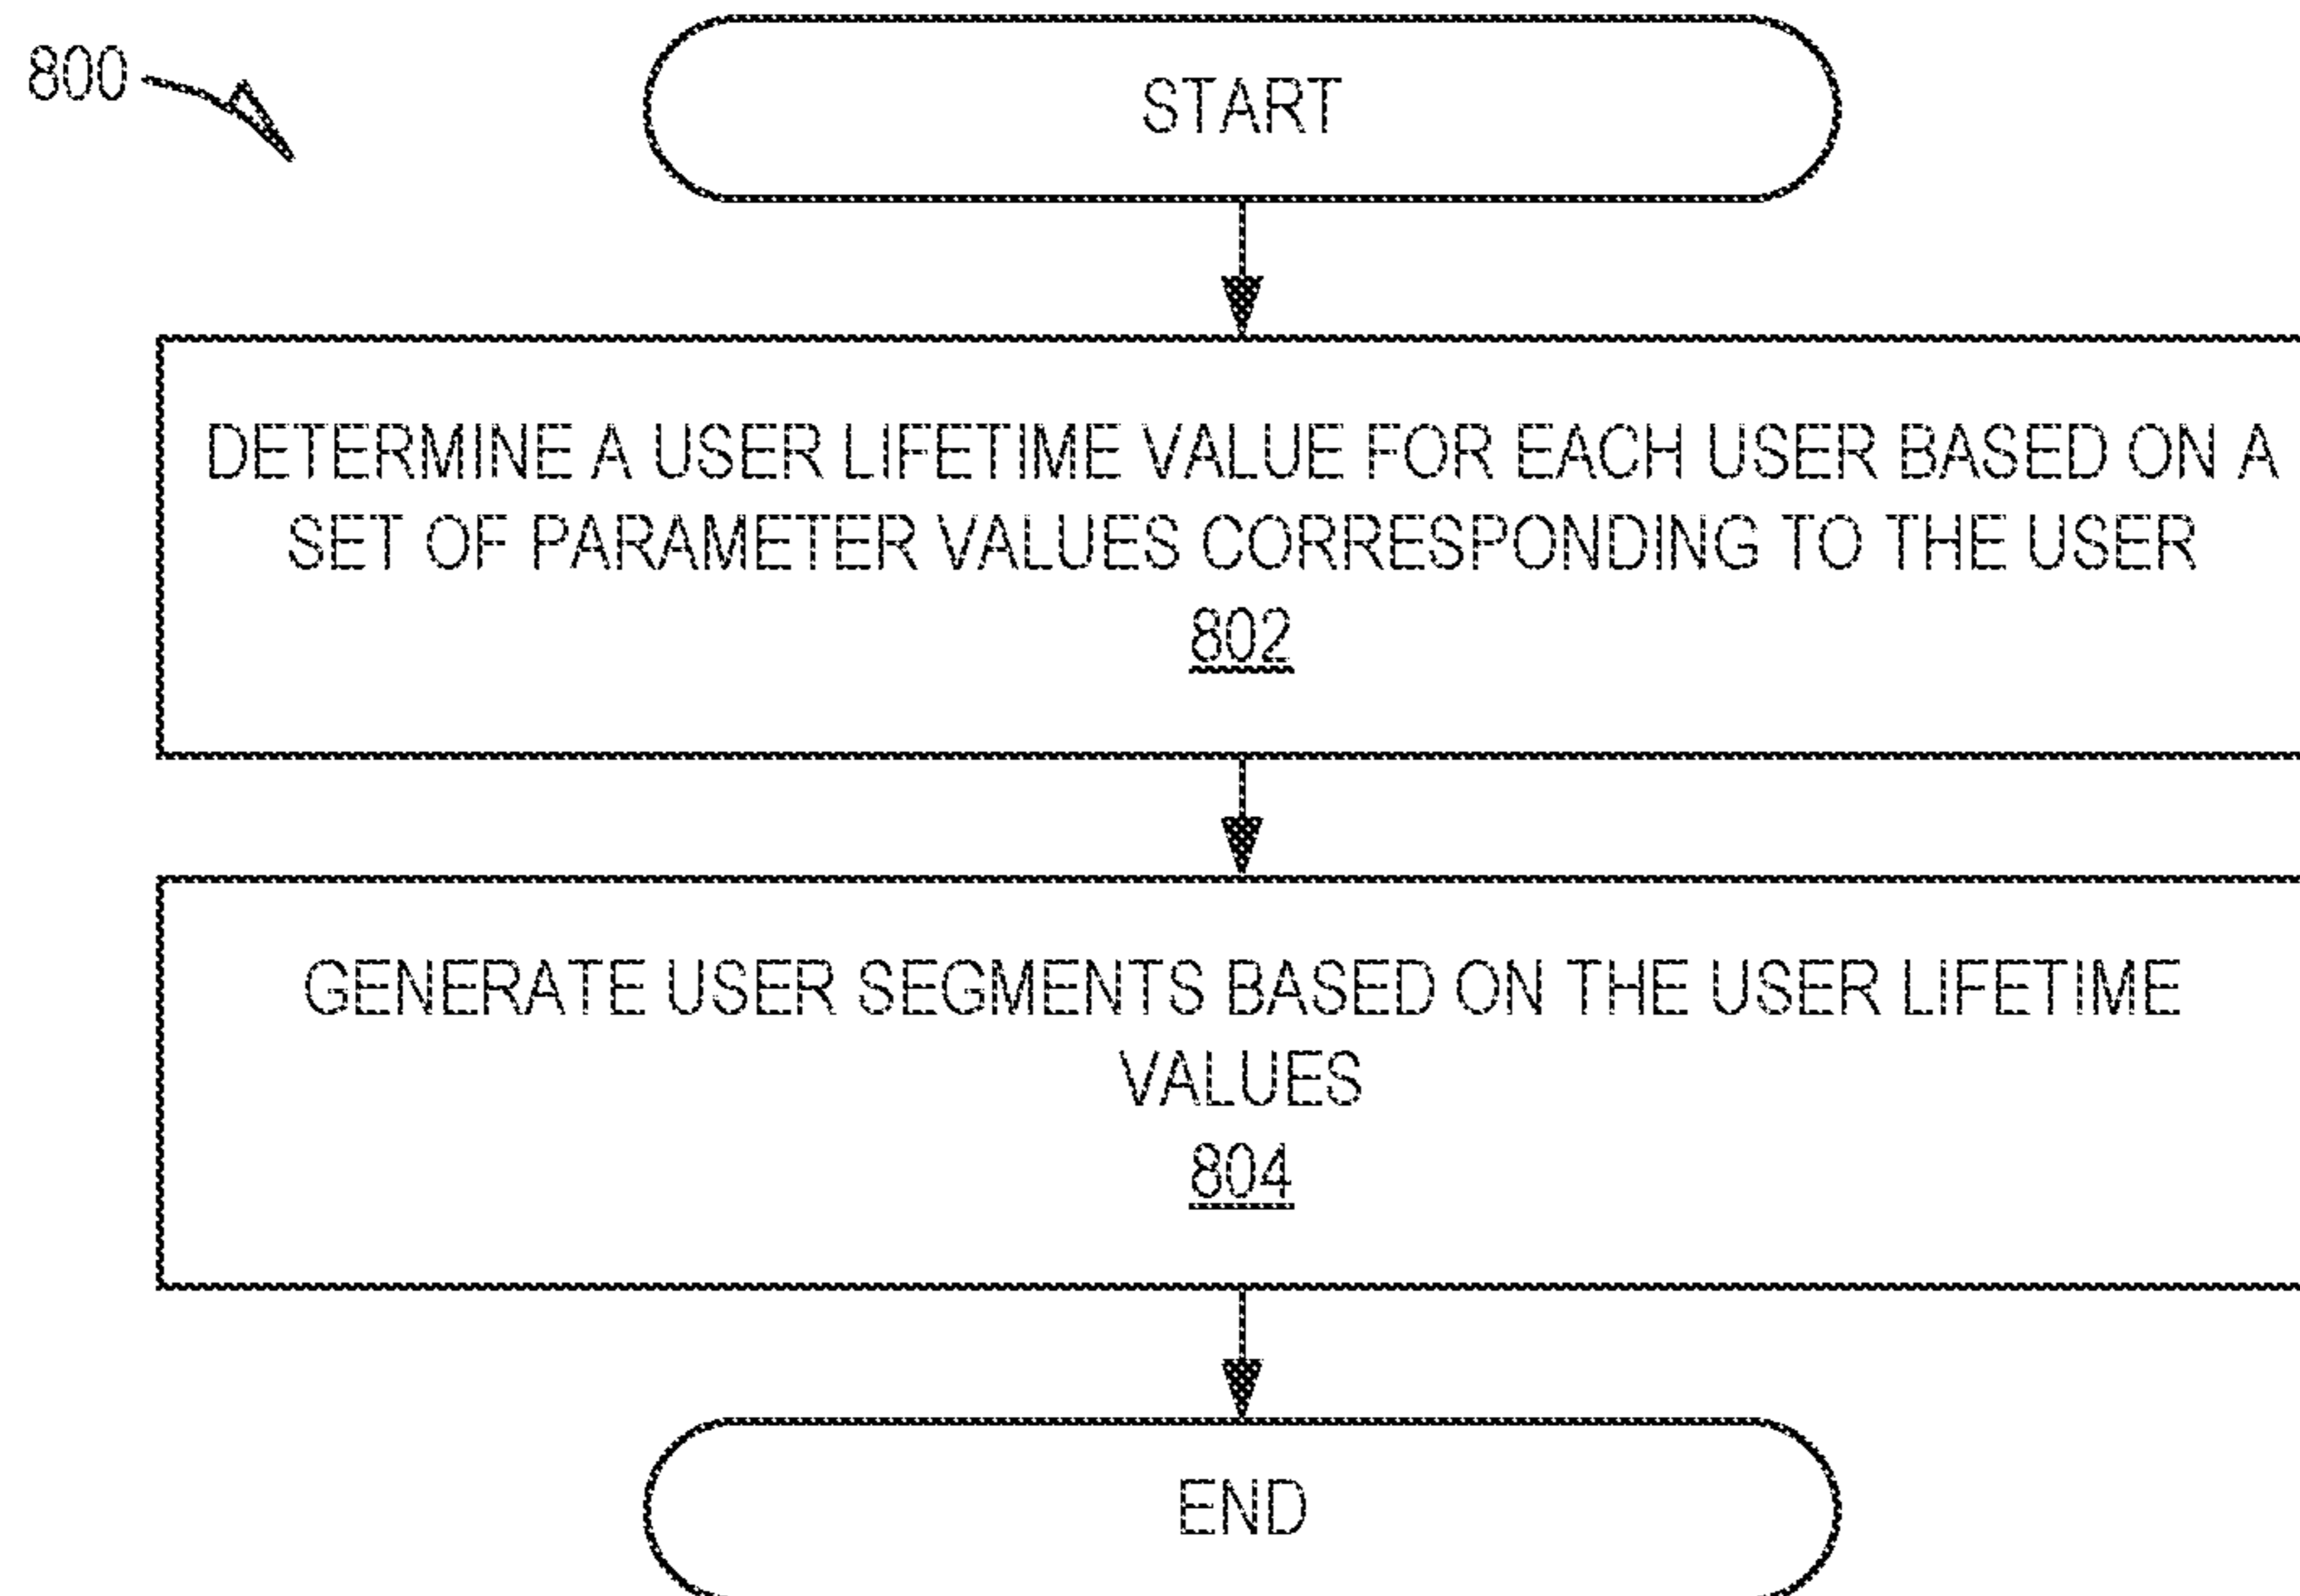 800
START
DETERMINE A USER LIFETIME VALUE FOR EACH USER BASED ON A
SET OF PARAMETER VALUES CORRESPONDING TO THE USER
802
GENERATE USER SEGMENTS BASED ON THE USER LIFETIME
VALUES
804
END